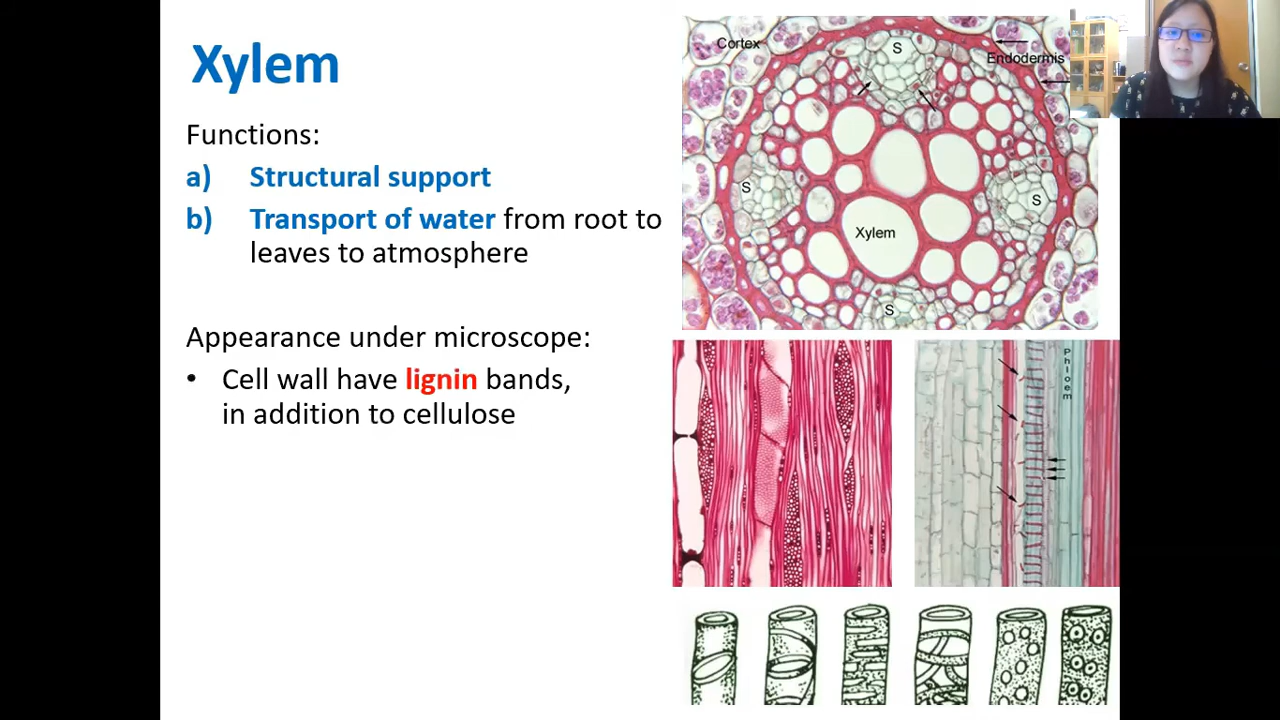 Xylem
Functions:
a) Structural support
b) Transport of water from root to
leaves to atmosphere
Appearance under microscope:
• Cell wall have lignin bands,
in addition to cellulose
Cortex
S
Endodermis
S
S
Xylem
S
Phloem